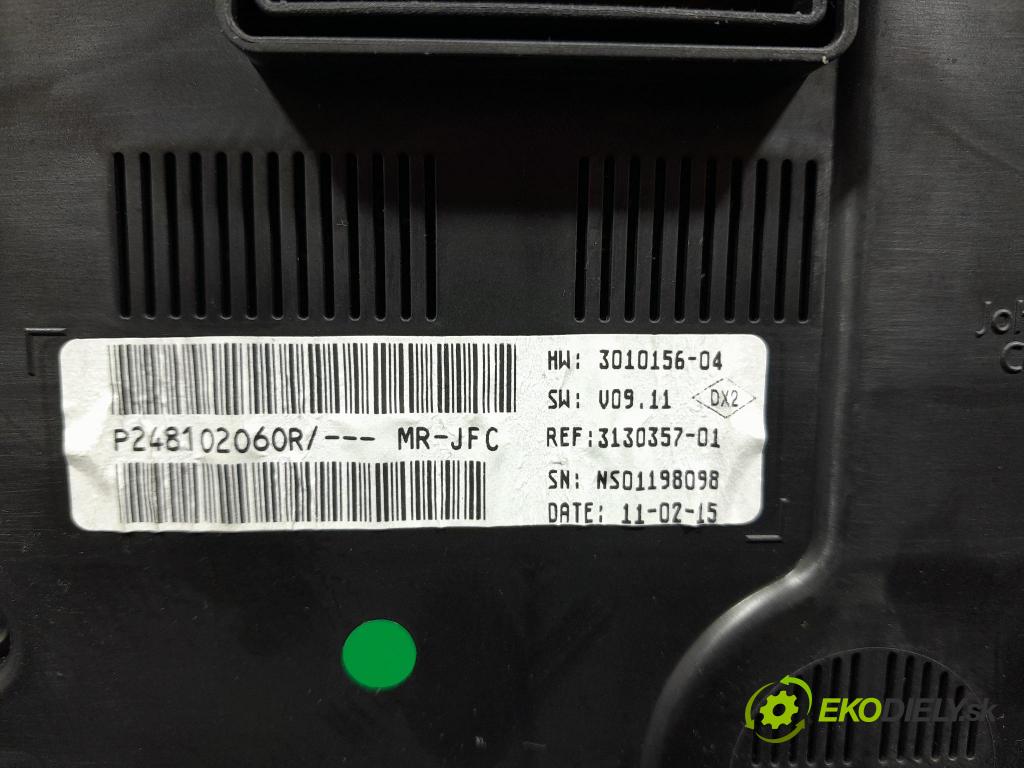 HW: 3010156-04
SW: V09.11 DX2
P248102060R/--- MR-JFC
REF:3130357-01
SN: NS01198098
DATE: 11-02-15
EKODIELY.sk